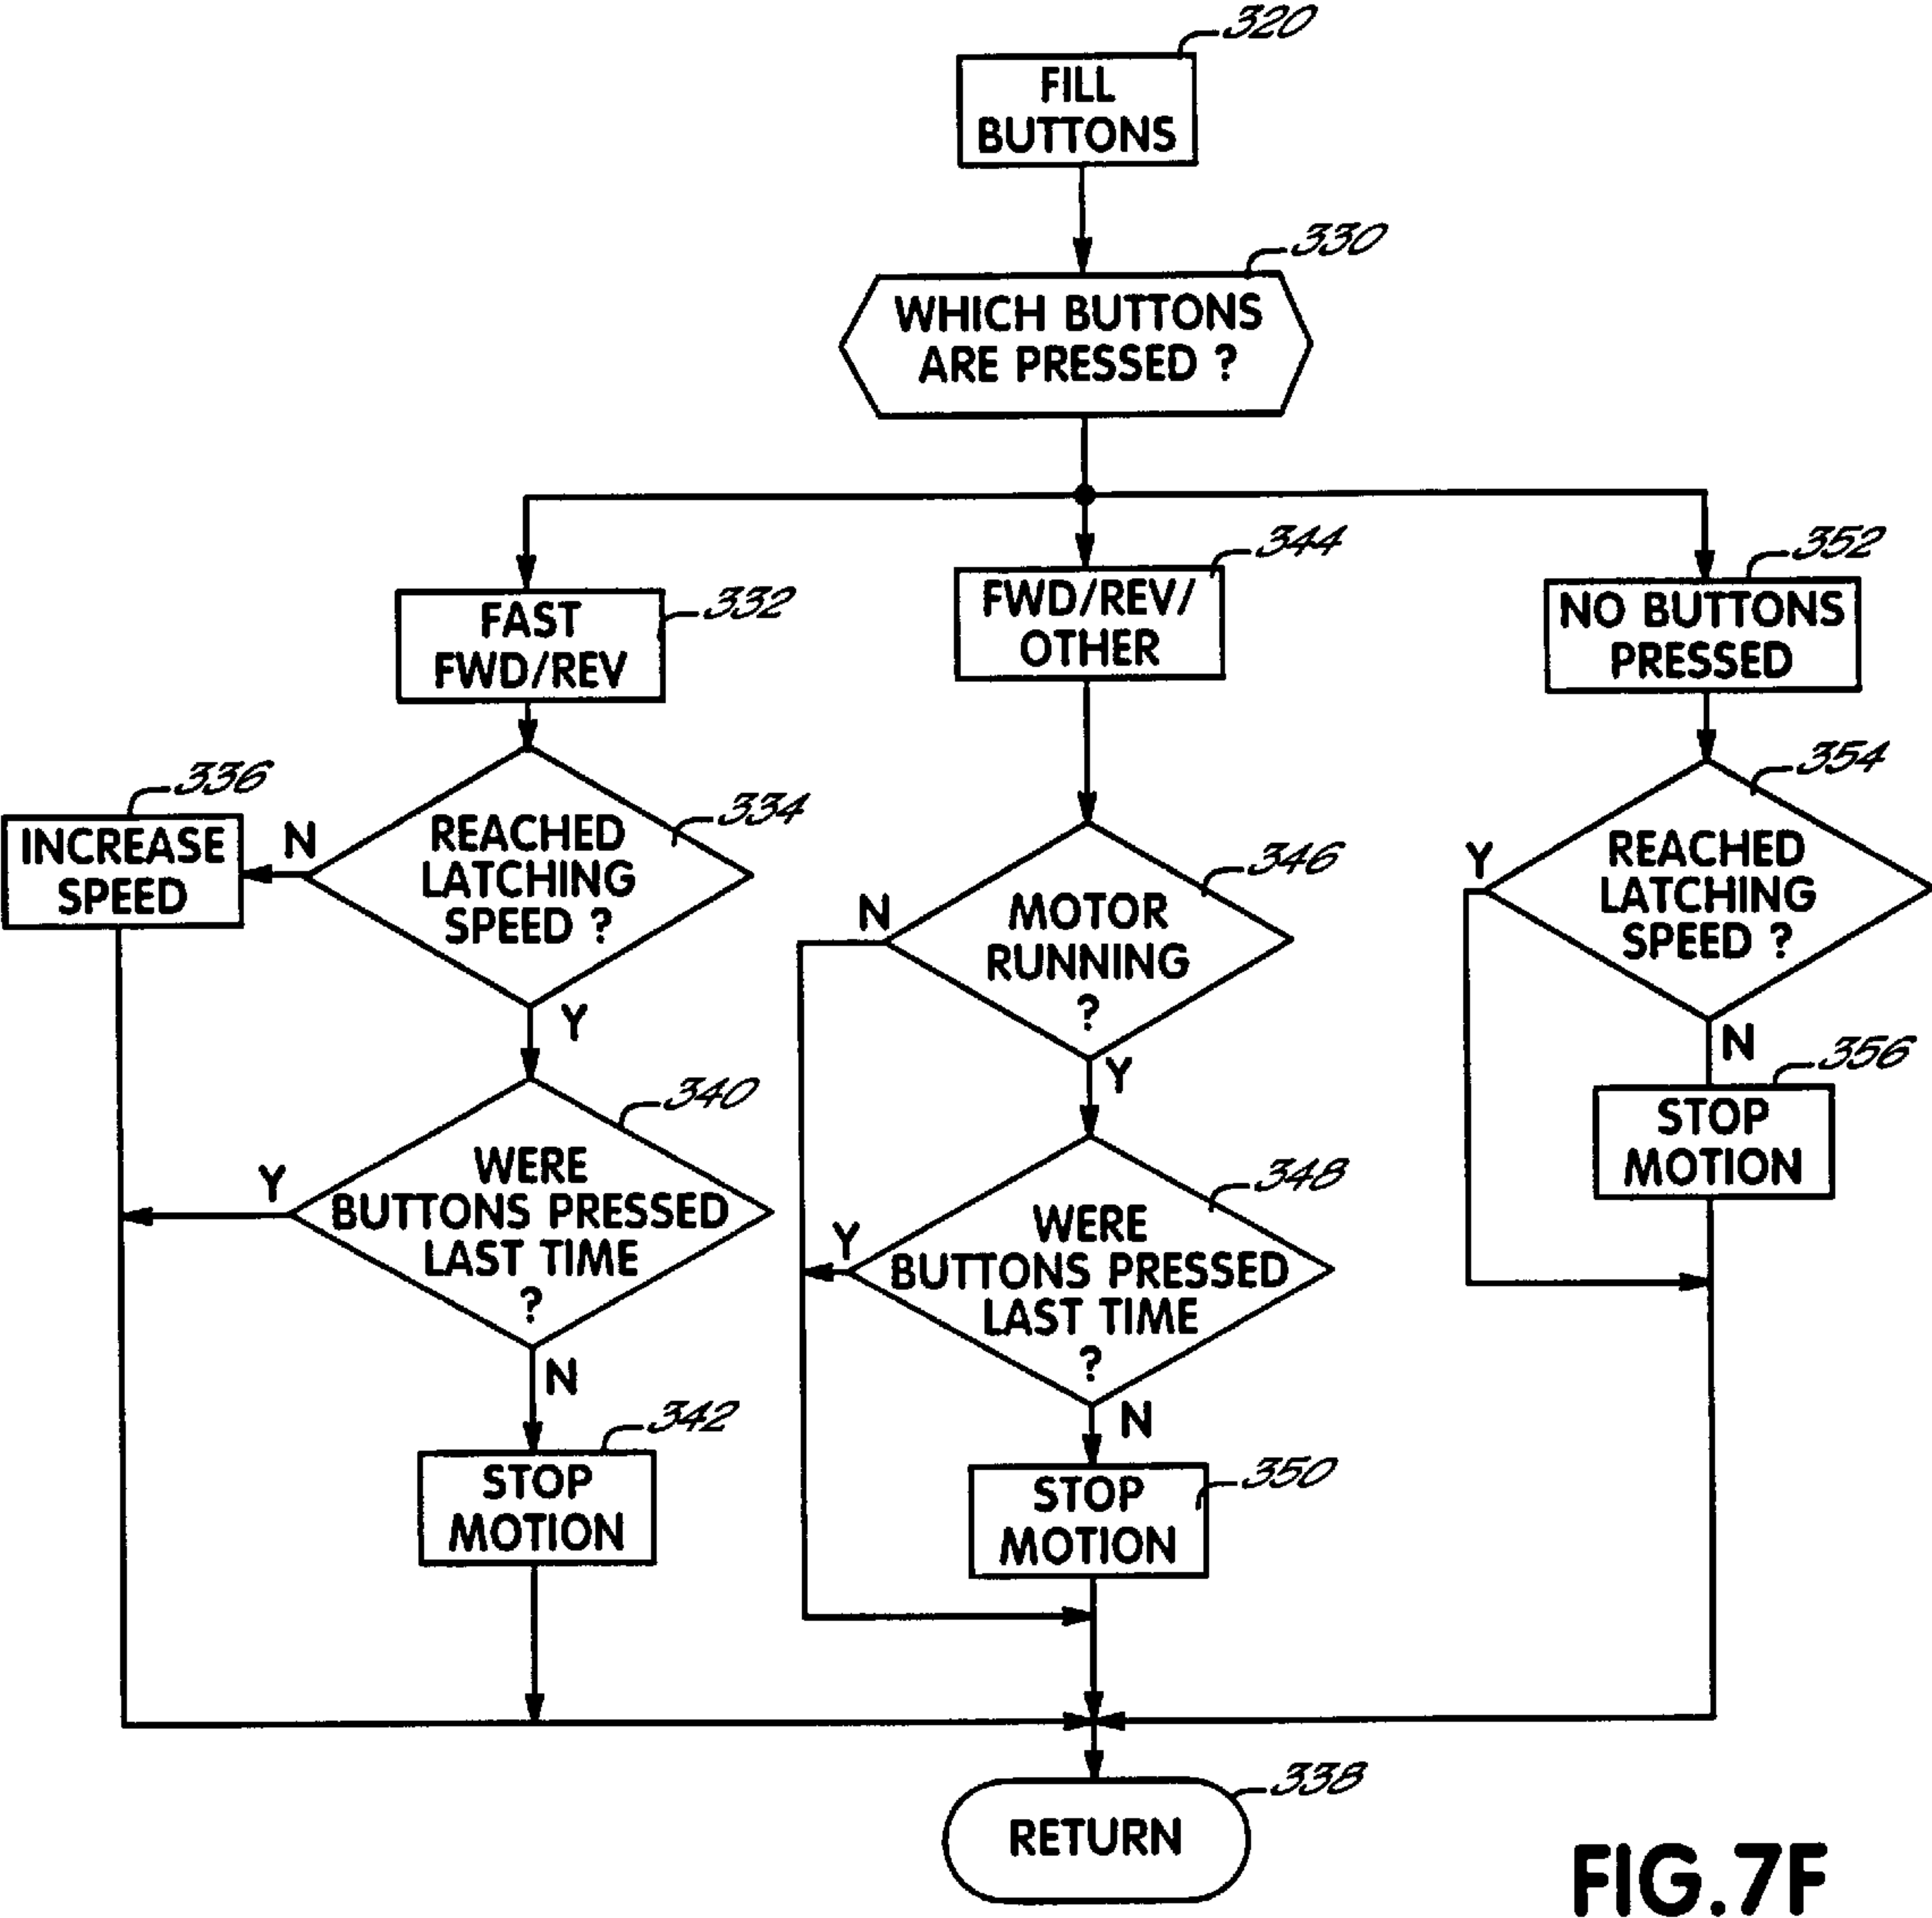 320
FILL
BUTTONS
330
WHICH BUTTONS
ARE PRESSED ?
332
FAST
FWD/REV
344
FWD/REV/
OTHER
352
NO BUTTONS
PRESSED
336
INCREASE
SPEED
N
334
REACHED
LATCHING
SPEED ?
Y
346
N
MOTOR
RUNNING
?
Y
354
Y
REACHED
LATCHING
SPEED ?
N
356
STOP
MOTION
340
Y
WERE
BUTTONS PRESSED
LAST TIME
?
N
348
Y
WERE
BUTTONS PRESSED
LAST TIME
?
N
342
STOP
MOTION
350
STOP
MOTION
338
RETURN
FIG.7F